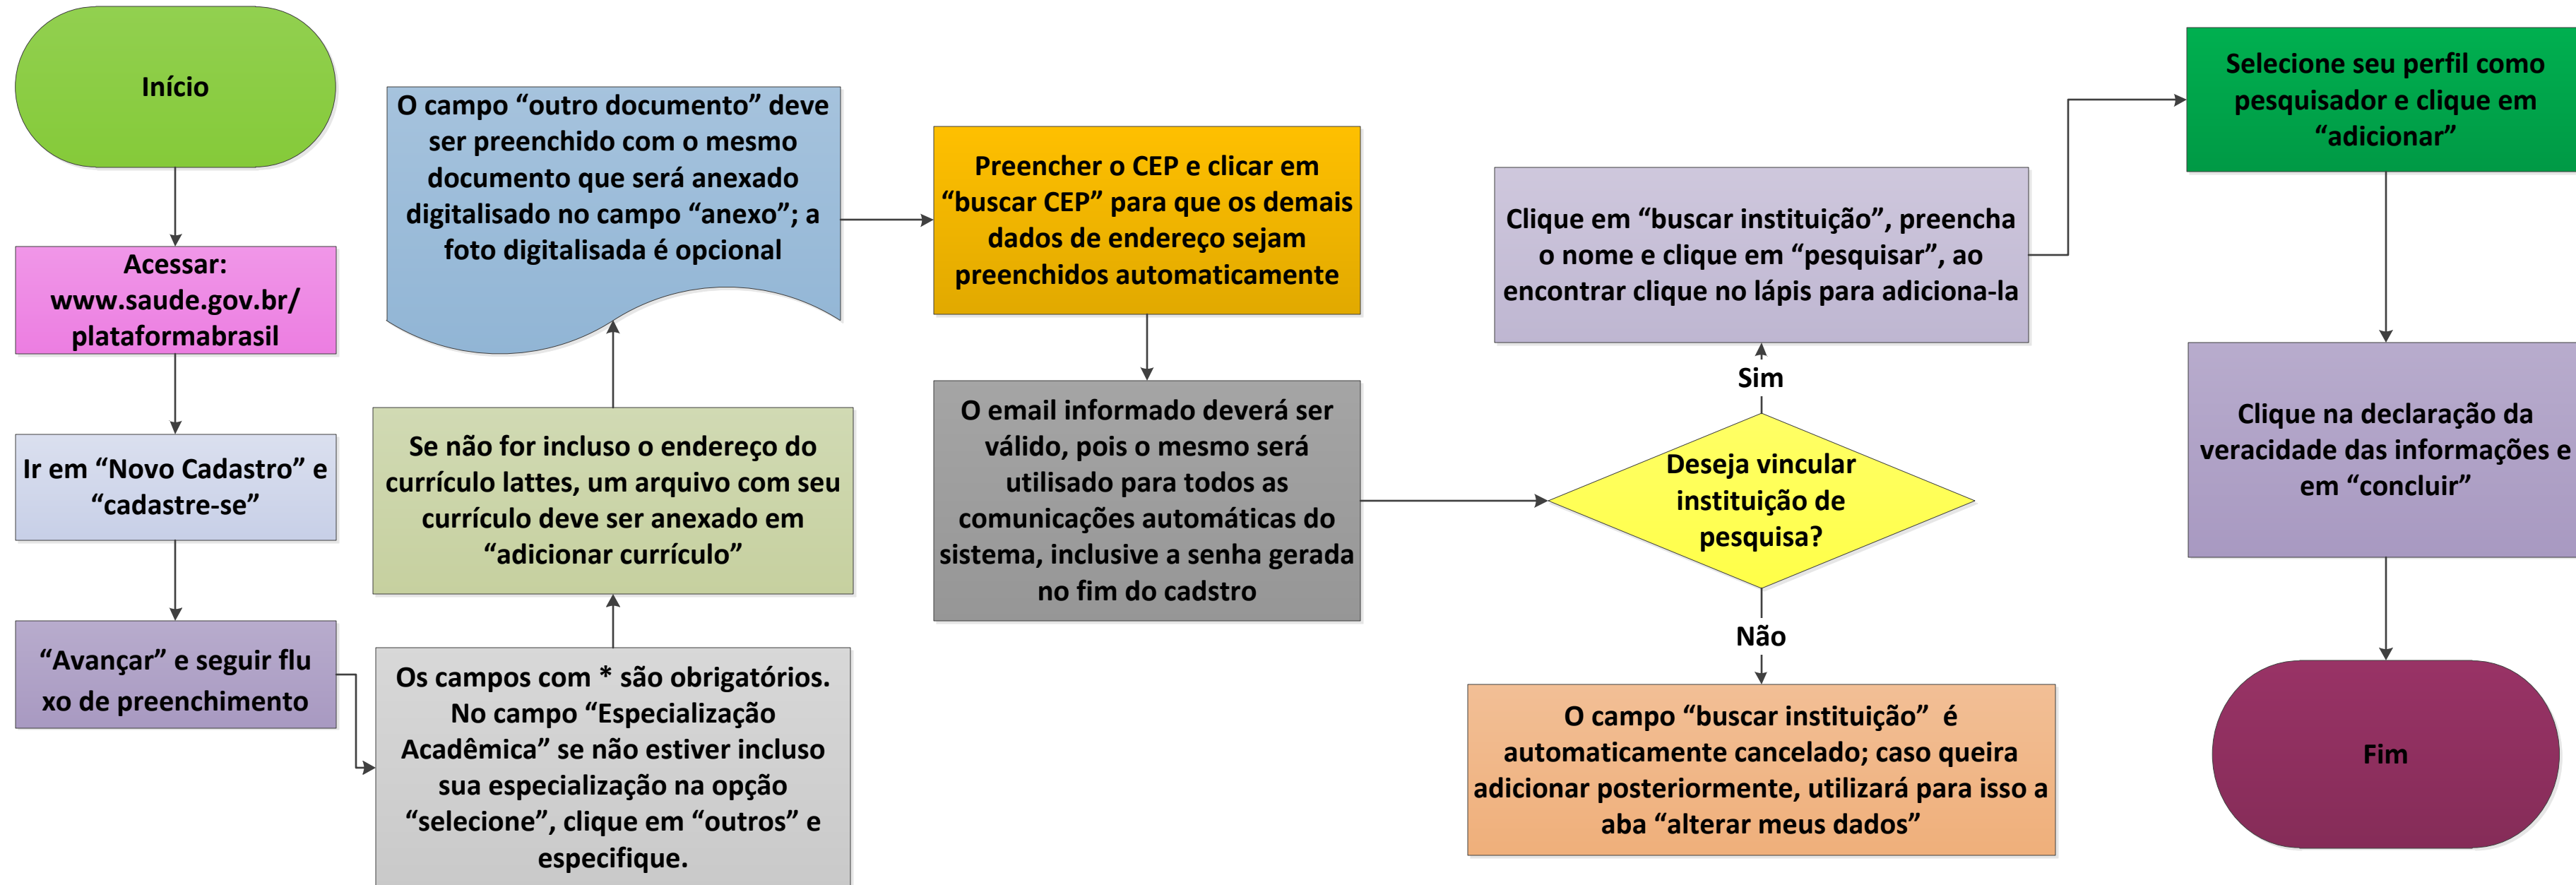 Início
Acessar:
www.saude.gov.br/
plataformabrasil
Ir em “Novo Cadastro” e
“cadastre-se”
“Avançar” e seguir flu
xo de preenchimento
Os campos com * são obrigatórios.
No campo “Especialização
Acadêmica” se não estiver incluso
sua especialização na opção
“selecione”, clique em “outros” e
especifique.
Se não for incluso o endereço do
currículo lattes, um arquivo com seu
currículo deve ser anexado em
“adicionar currículo”
O campo “outro documento” deve
ser preenchido com o mesmo
documento que será anexado
digitalisado no campo “anexo”; a
foto digitalisada é opcional
Preencher o CEP e clicar em
“buscar CEP” para que os demais
dados de endereço sejam
preenchidos automaticamente
O email informado deverá ser
válido, pois o mesmo será
utilisado para todos as
comunicações automáticas do
sistema, inclusive a senha gerada
no fim do cadstro
Deseja vincular
instituição de
pesquisa?
Sim
Clique em “buscar instituição”, preencha
o nome e clique em “pesquisar”, ao
encontrar clique no lápis para adiciona-la
Não
O campo “buscar instituição”  é
automaticamente cancelado; caso queira
adicionar posteriormente, utilizará para isso a
aba “alterar meus dados”
Selecione seu perfil como
pesquisador e clique em
“adicionar”
Clique na declaração da
veracidade das informações e
em “concluir”
Fim